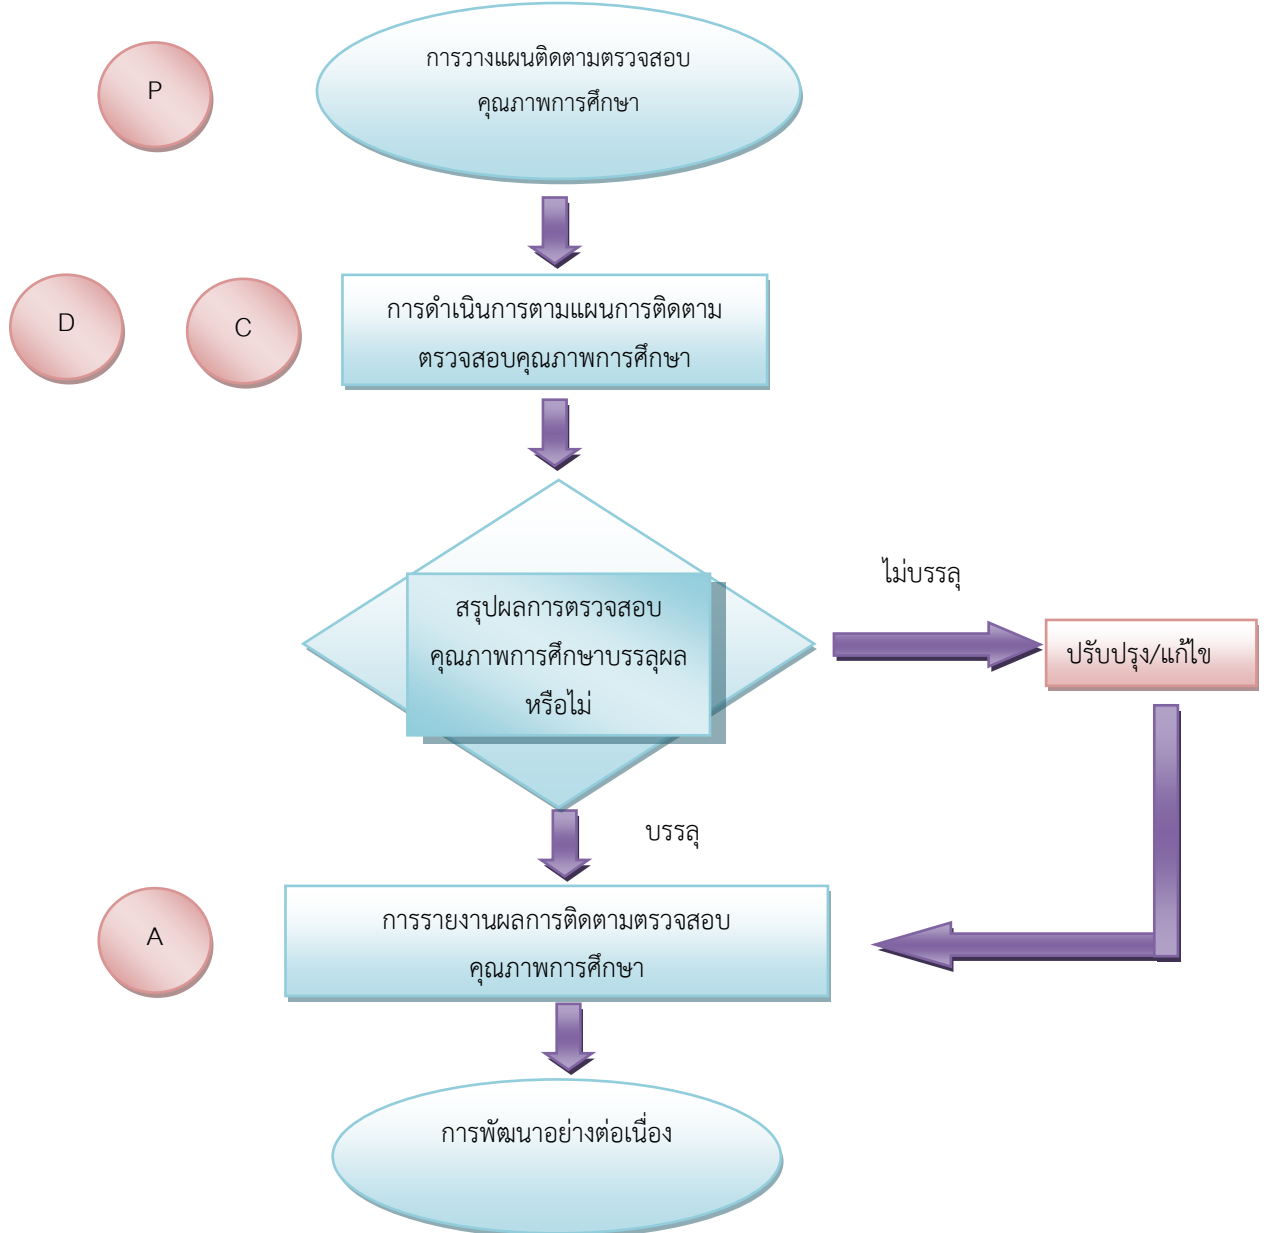 P
การวางแผนติดตามตรวจสอบ
คุณภาพการศึกษา
D
C
การดำเนินการตามแผนการติดตาม
ตรวจสอบคุณภาพการศึกษา
สรุปผลการตรวจสอบ
คุณภาพการศึกษาบรรลุผล
หรือไม่
ไม่บรรลุ
ปรับปรุง/แก้ไข
บรรลุ
A
การรายงานผลการติดตามตรวจสอบ
คุณภาพการศึกษา
การพัฒนาอย่างต่อเนื่อง